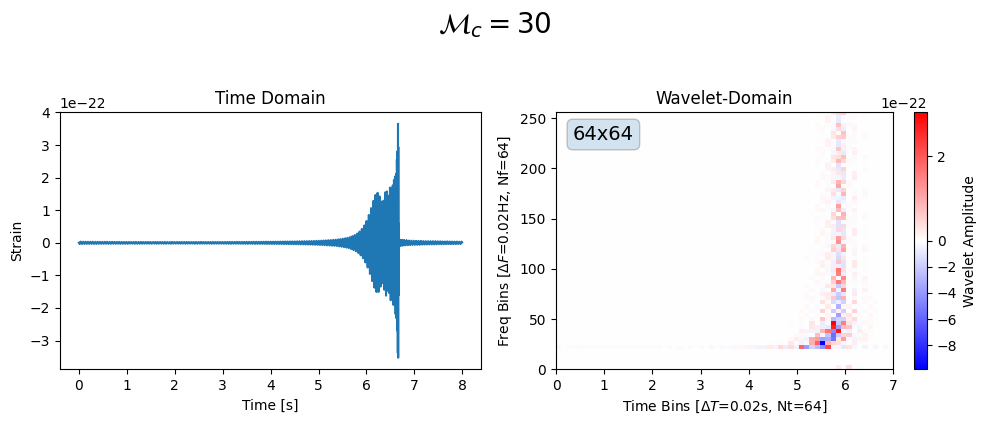 𝓜c = 30
Time Domain
1e−22
4
3
2
1
0
−1
−2
−3
Strain
0 1 2 3 4 5 6 7 8
Time [s]
Wavelet-Domain
64x64
250
200
150
100
50
0
Freq Bins [ΔF=0.02Hz, Nf=64]
0 1 2 3 4 5 6 7
Time Bins [ΔT=0.02s, Nt=64]
1e−22
2
0
−2
−4
−6
−8
Wavelet Amplitude